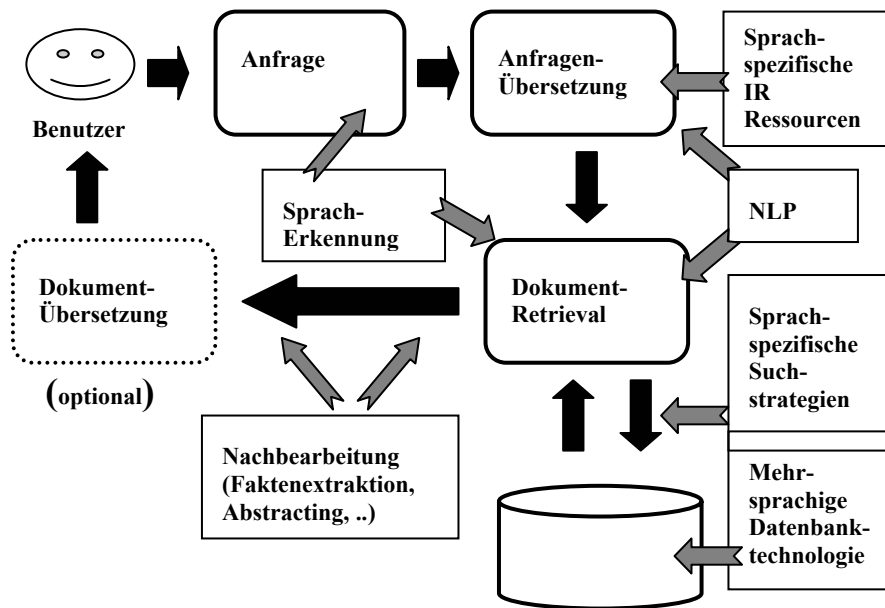 Benutzer
Anfrage
Anfragen-
Übersetzung
Sprach-
spezifische
IR
Ressourcen
Sprach-
Erkennung
NLP
Dokument-
Übersetzung
(optional)
Dokument-
Retrieval
Sprach-
spezifische
Such-
strategien
Nachbearbeitung
(Faktenextraktion,
Abstracting, ..)
Mehr-
sprachige
Datenbank-
technologie